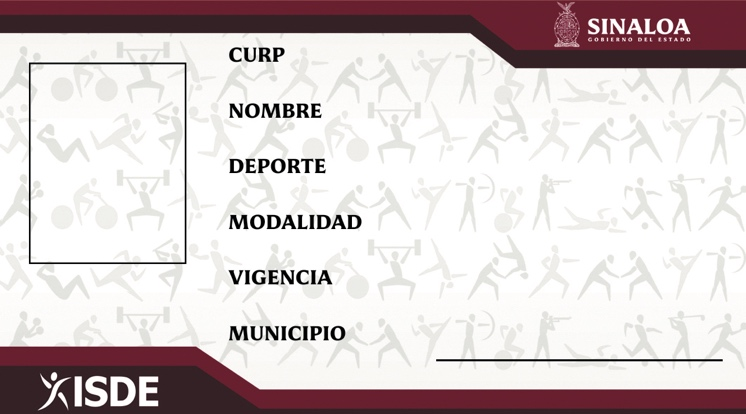 SINALOA
GOBIERNO DEL ESTADO
CURP
NOMBRE
DEPORTE
MODALIDAD
VIGENCIA
MUNICIPIO
ISDE